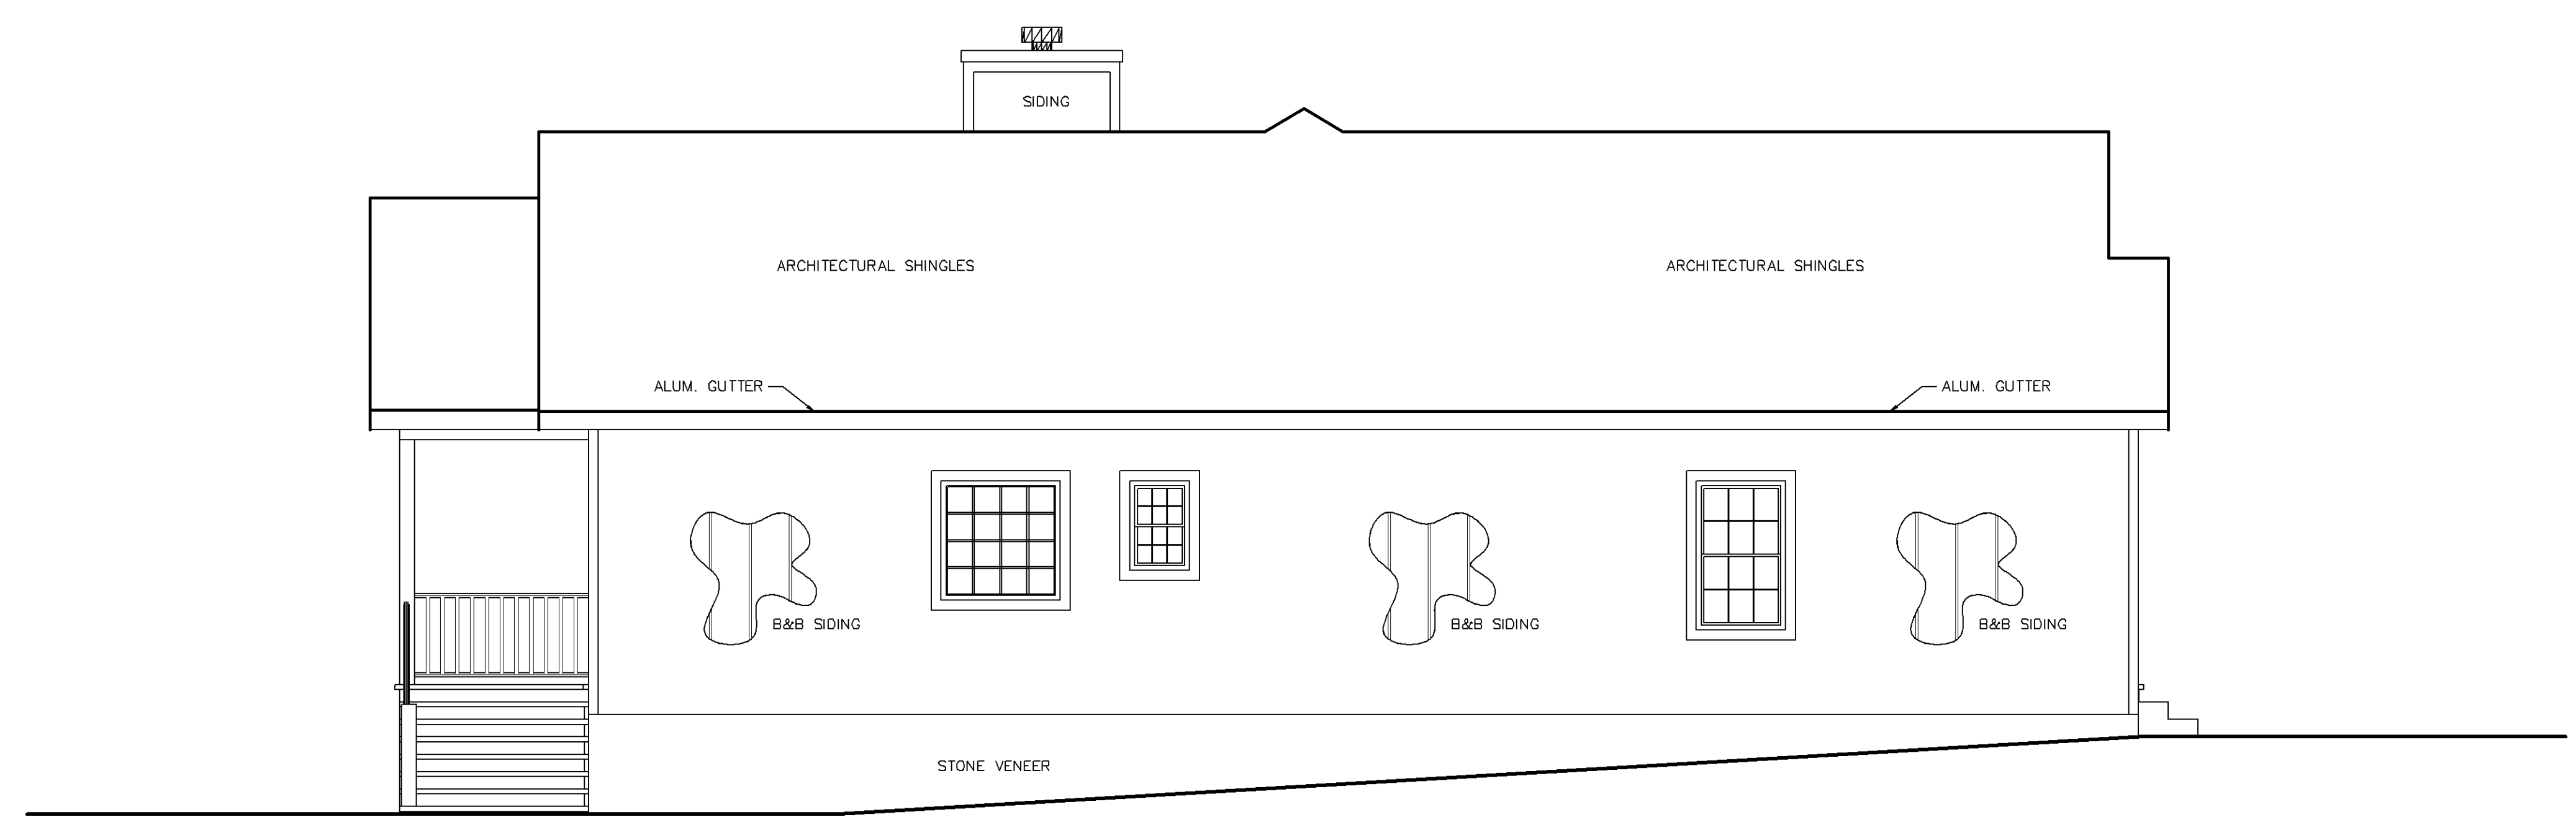 SIDING
ARCHITECTURAL SHINGLES
ARCHITECTURAL SHINGLES
ALUM. GUTTER
ALUM. GUTTER
B&B SIDING
B&B SIDING
B&B SIDING
STONE VENEER